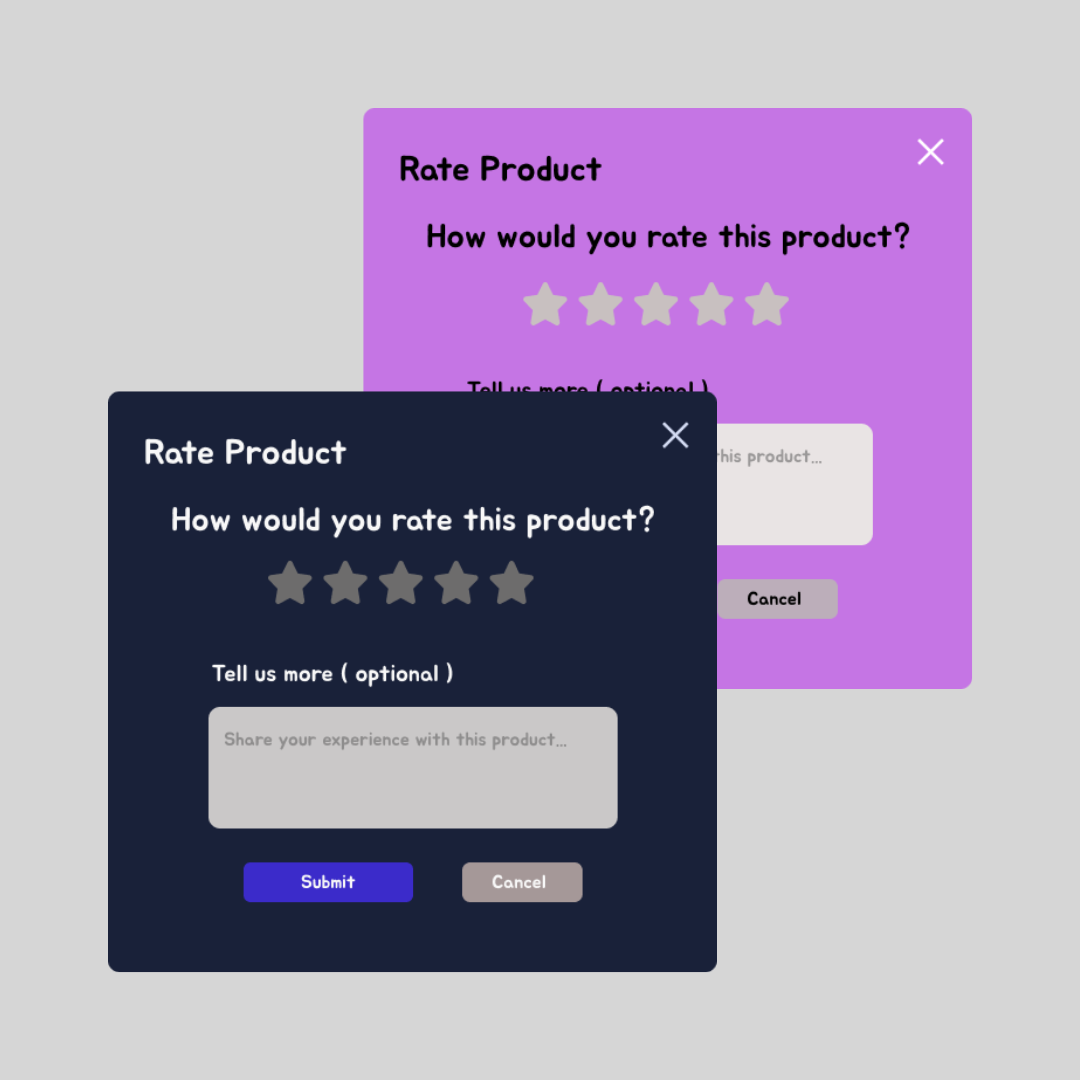 Rate Product
How would you rate this product?
Tell us more ( optional )
this product...
Cancel
Rate Product
How would you rate this product?
Tell us more ( optional )
Share your experience with this product...
Submit
Cancel